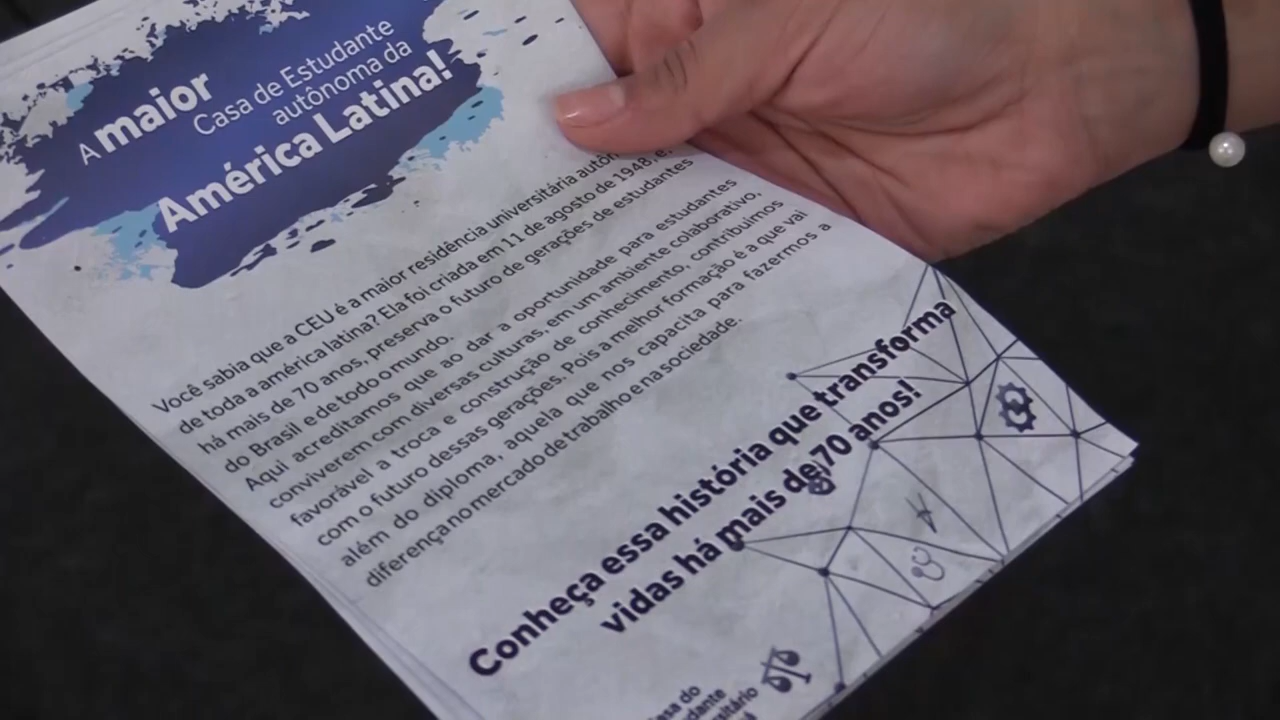 A maior
Casa de Estudante
autônoma da
América Latina!
Você sabia que a CEU é a maior residência universitária
de toda a américa latina? Ela foi criada em 11 de agosto de 1948, e,
há mais de 70 anos, preserva o futuro de gerações de estudantes
do Brasil e de todo o mundo.
Aqui acreditamos que ao dar a oportunidade para estudantes
conviverem com diversas culturas, em um ambiente colaborativo,
favorável a troca e construção de conhecimento, contribuimos
com o futuro dessas gerações. Pois a melhor formação é a que vai
além do diploma, aquela que nos capacita para fazermos a
diferença no mercado de trabalho e na sociedade.
Conheça essa história que transforma
vidas há mais de 70 anos!
do